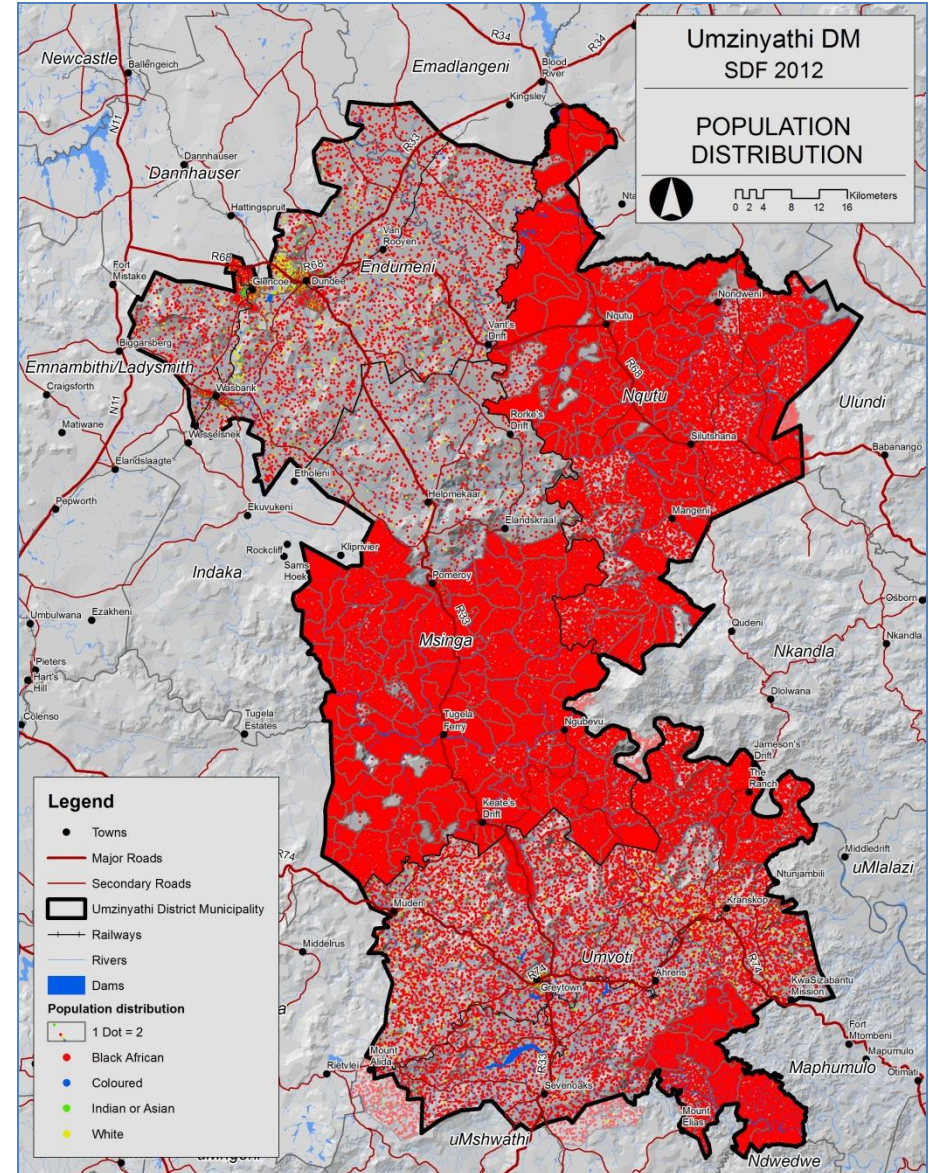 Umzinyathi DM
SDF 2012
POPULATION
DISTRIBUTION
Kilometers
0 2 4 8 12 16
Newcastle
Ballengeich
Emadlangeni
R34
R34
Blood
River
Kingsley
N11
R33
Dannhauser
Dannhauser
Hattingspruit
Nta
Van
Rooyen
Endumeni
R68
R68
Fort
Mistake
Glencoe
Dundee
Nondweni
Nqutu
Vant's
Drift
Biggarsberg
Emnambithi/Ladysmith
R68
Craigsforth
Wasbank
Nqutu
Ulundi
N11
Matiwane
Rorke's
Drift
Wesselsnek
Silutshana
Babanango
Elandslaagte
Etholeni
Pepworth
Helpmekaar
Ekuvukeni
Elandskraal
Mangeni
Rockcliff
Kliprivier
Sams
Hoek
Indaka
Pomeroy
Osborn
R33
Umbulwana
Ezakheni
Msinga
Qudeni
Nkandla
Nkandla
Pieters
Hart's
Hill
Dlolwana
Colenso
Tugela
Estates
Tugela
Ferry
Ngubevu
Jameson's
Drift
The
Ranch
Keate's
Drift
R74
Middledrift
uMlalazi
Ntunjambili
Muden
Kranskop
Middelrus
Umvoti
R74
R74
Ahrens
Greytown
KwaSizabantu
Mission
a
Fort
Mtombeni
Mount
Alida
Rietvlei
R33
Mapumulo
Maphumulo
Otimati
Sevenoaks
Mount
Elias
uMshwathi
Ndwedwe
Legend
Towns
Major Roads
Secondary Roads
Umzinyathi District Municipality
Railways
Rivers
Dams
Population distribution
1 Dot = 2
Black African
Coloured
Indian or Asian
White